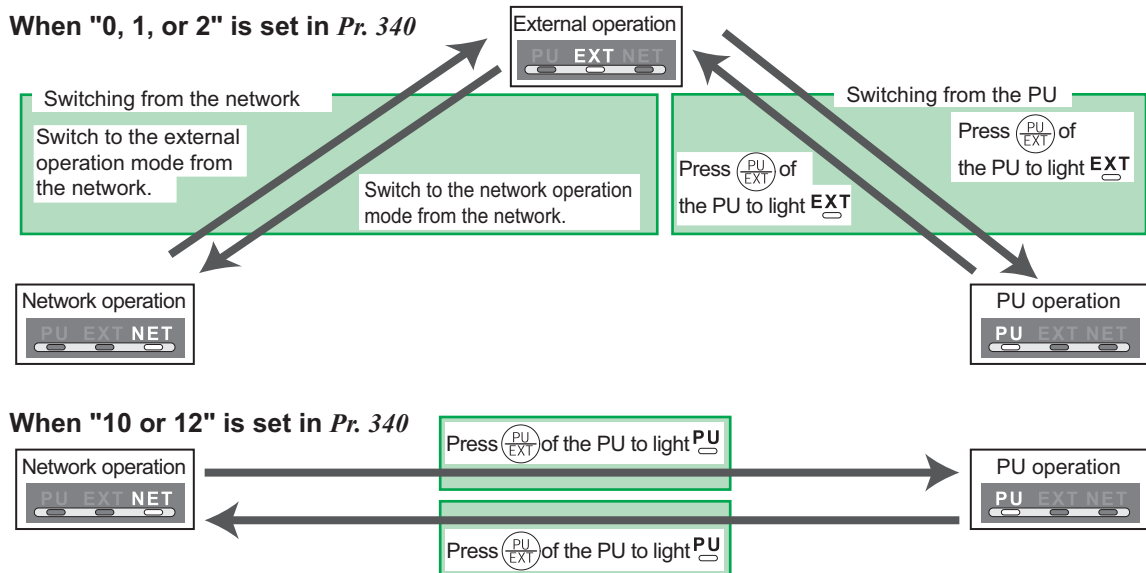 When "0, 1, or 2" is set in Pr. 340
External operation
PU EXT NET
Switching from the network
Switch to the external
operation mode from
the network.
Switch to the network operation
mode from the network.
Switching from the PU
Press PU/EXT of
the PU to light EXT
Press PU/EXT of
the PU to light EXT
Network operation
PU EXT NET
PU operation
PU EXT NET
When "10 or 12" is set in Pr. 340
Network operation
PU EXT NET
Press PU/EXT of the PU to light PU
Press PU/EXT of the PU to light PU
PU operation
PU EXT NET